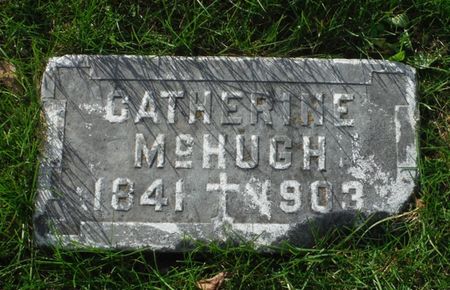 CATHERINE
McHUGH
1841 † 1903